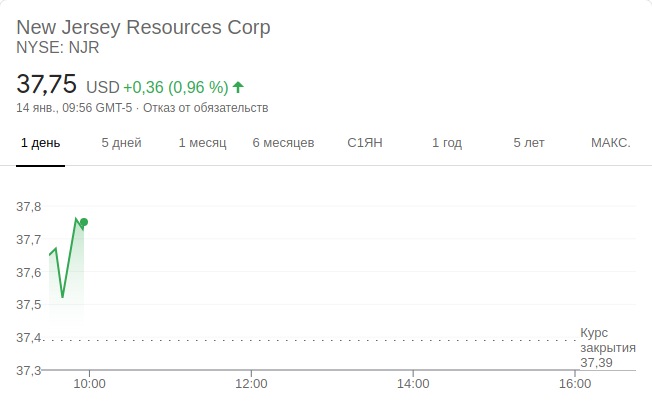 New Jersey Resources Corp
NYSE: NJR
37,75 USD +0,36 (0,96 %)
14 янв., 09:56 GMT-5 · Отказ от обязательств
1 день 5 дней 1 месяц 6 месяцев С1ЯН 1 год 5 лет МАКС.
37,8
37,7
37,6
37,5
37,4
37,3
Курс
закрытия
37,39
10:00 12:00 14:00 16:00